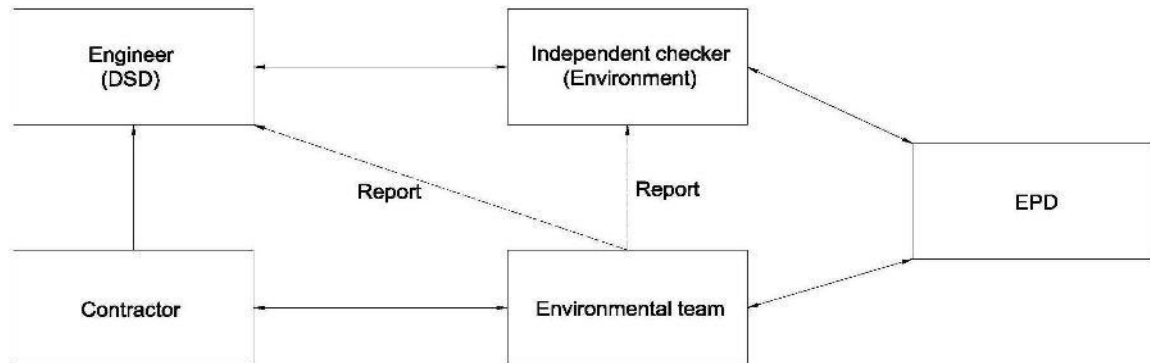 Engineer
(DSD)
Independent checker
(Environment)
EPD
Report
Report
Contractor
Environmental team